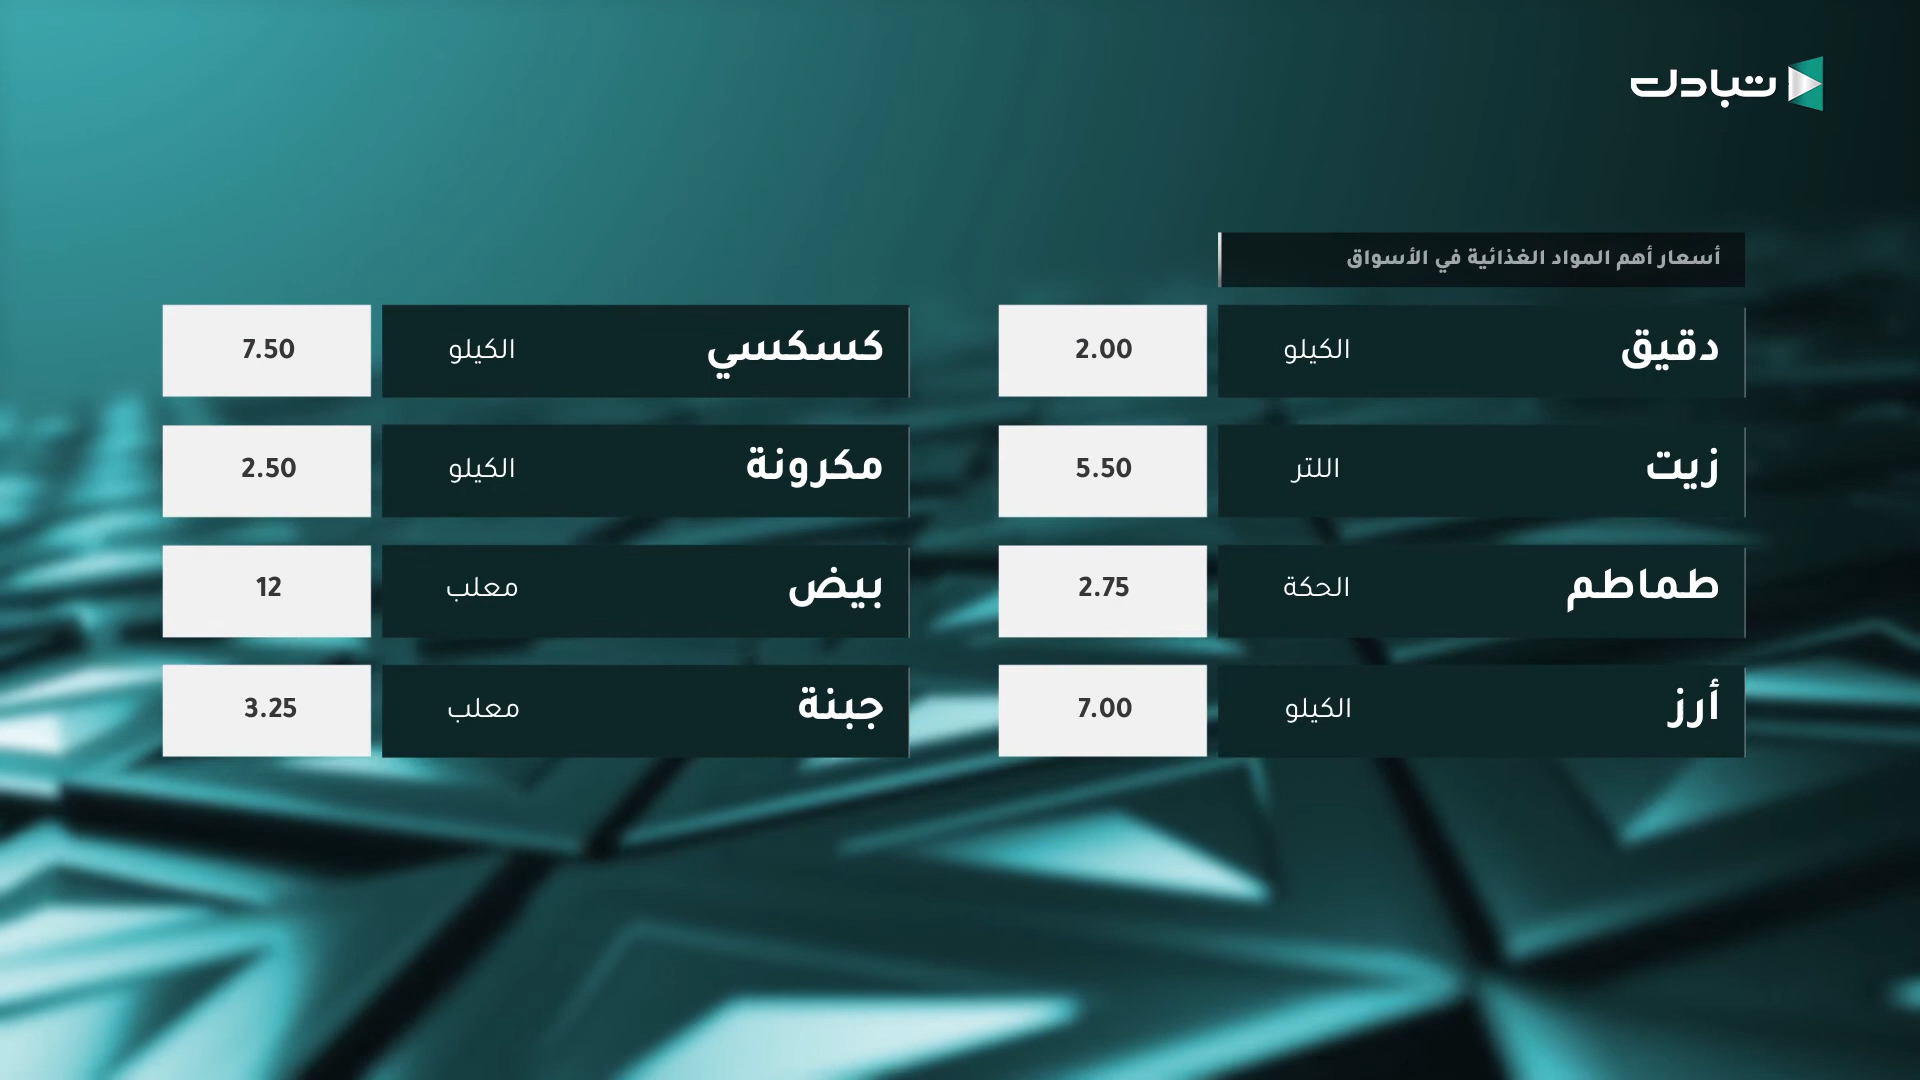 تبادل
أسعار أهم المواد الغذائية في الأسواق
دقيق الكيلو 2.00
زيت اللتر 5.50
طماطم الحكة 2.75
أرز الكيلو 7.00
كسكسي الكيلو 7.50
مكرونة الكيلو 2.50
بيض معلب 12
جبنة معلب 3.25